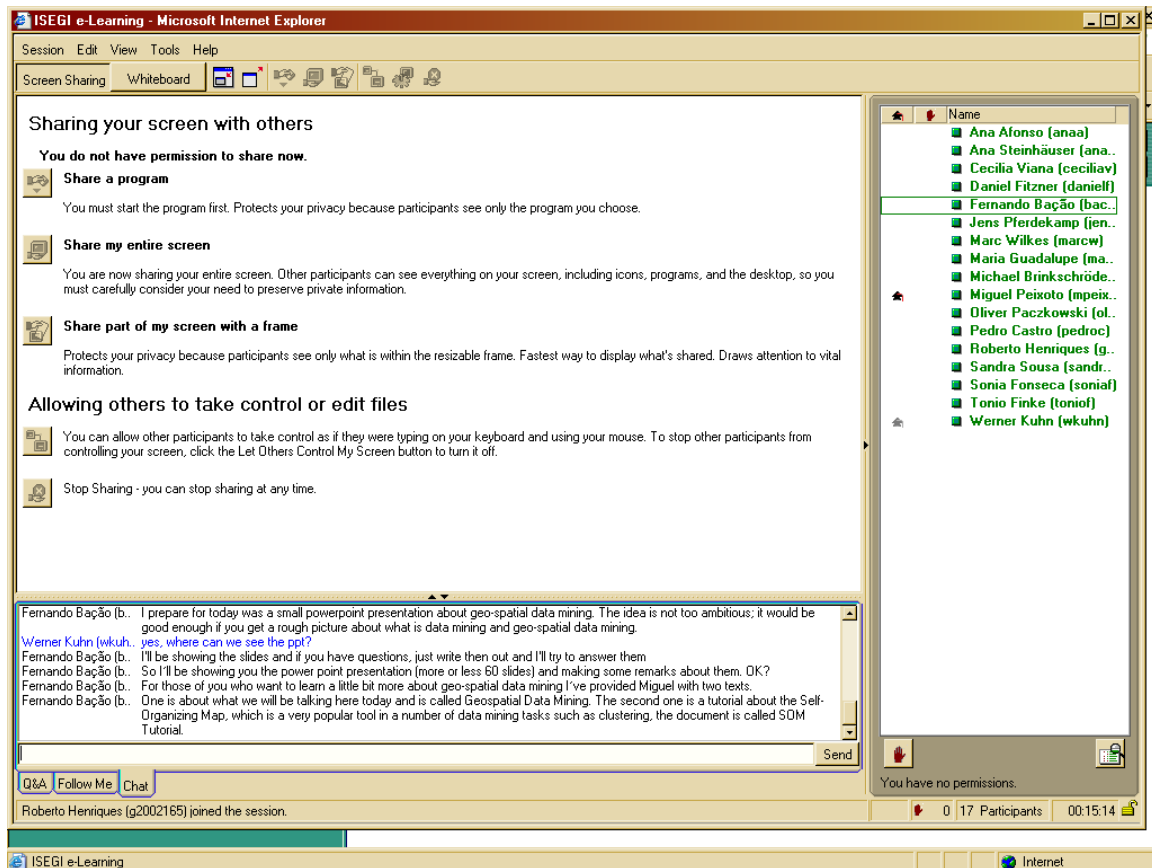 ISEGI e-Learning - Microsoft Internet Explorer
Session Edit View Tools Help
Screen Sharing Whiteboard
Sharing your screen with others
You do not have permission to share now.
Share a program
You must start the program first. Protects your privacy because participants see only the program you choose.
Share my entire screen
You are now sharing your entire screen. Other participants can see everything on your screen, including icons, programs, and the desktop, so you
must carefully consider your need to preserve private information.
Share part of my screen with a frame
Protects your privacy because participants see only what is within the resizable frame. Fastest way to display what's shared. Draws attention to vital
information.
Allowing others to take control or edit files
You can allow other participants to take control as if they were typing on your keyboard and using your mouse. To stop other participants from
controlling your screen, click the Let Others Control My Screen button to turn it off.
Stop Sharing - you can stop sharing at any time.
Name
Ana Afonso (anaa)
Ana Steinhäuser (ana..
Cecilia Viana (ceciliav)
Daniel Fitzner (danielf)
Fernando Bação (bac..
Jens Pferdekamp (jen..
Marc Wilkes (marcw)
Maria Guadalupe (ma..
Michael Brinkschröde..
Miguel Peixoto (mpeix..
Oliver Paczkowski (ol..
Pedro Castro (pedroc)
Roberto Henriques (g..
Sandra Sousa (sandr..
Sonia Fonseca (soniaf)
Tonio Finke (toniof)
Werner Kuhn (wkuhn)
Fernando Bação (b.. I prepare for today was a small powerpoint presentation about geo-spatial data mining. The idea is not too ambitious; it would be
good enough if you get a rough picture about what is data mining and geo-spatial data mining.
Werner Kuhn (wkuh.. yes, where can we see the ppt?
Fernando Bação (b.. I'll be showing the slides and if you have questions, just write then out and I'll try to answer them
Fernando Bação (b.. So I'll be showing you the power point presentation (more or less 60 slides) and making some remarks about them. OK?
Fernando Bação (b.. For those of you who want to learn a little bit more about geo-spatial data mining I've provided Miguel with two texts.
Fernando Bação (b.. One is about what we will be talking here today and is called Geospatial Data Mining. The second one is a tutorial about the Self-
Organizing Map, which is a very popular tool in a number of data mining tasks such as clustering, the document is called SOM
Tutorial.
Send
Q&A Follow Me Chat
You have no permissions.
Roberto Henriques (g2002165) joined the session.
0 17 Participants 00:15:14
ISEGI e-Learning
Internet